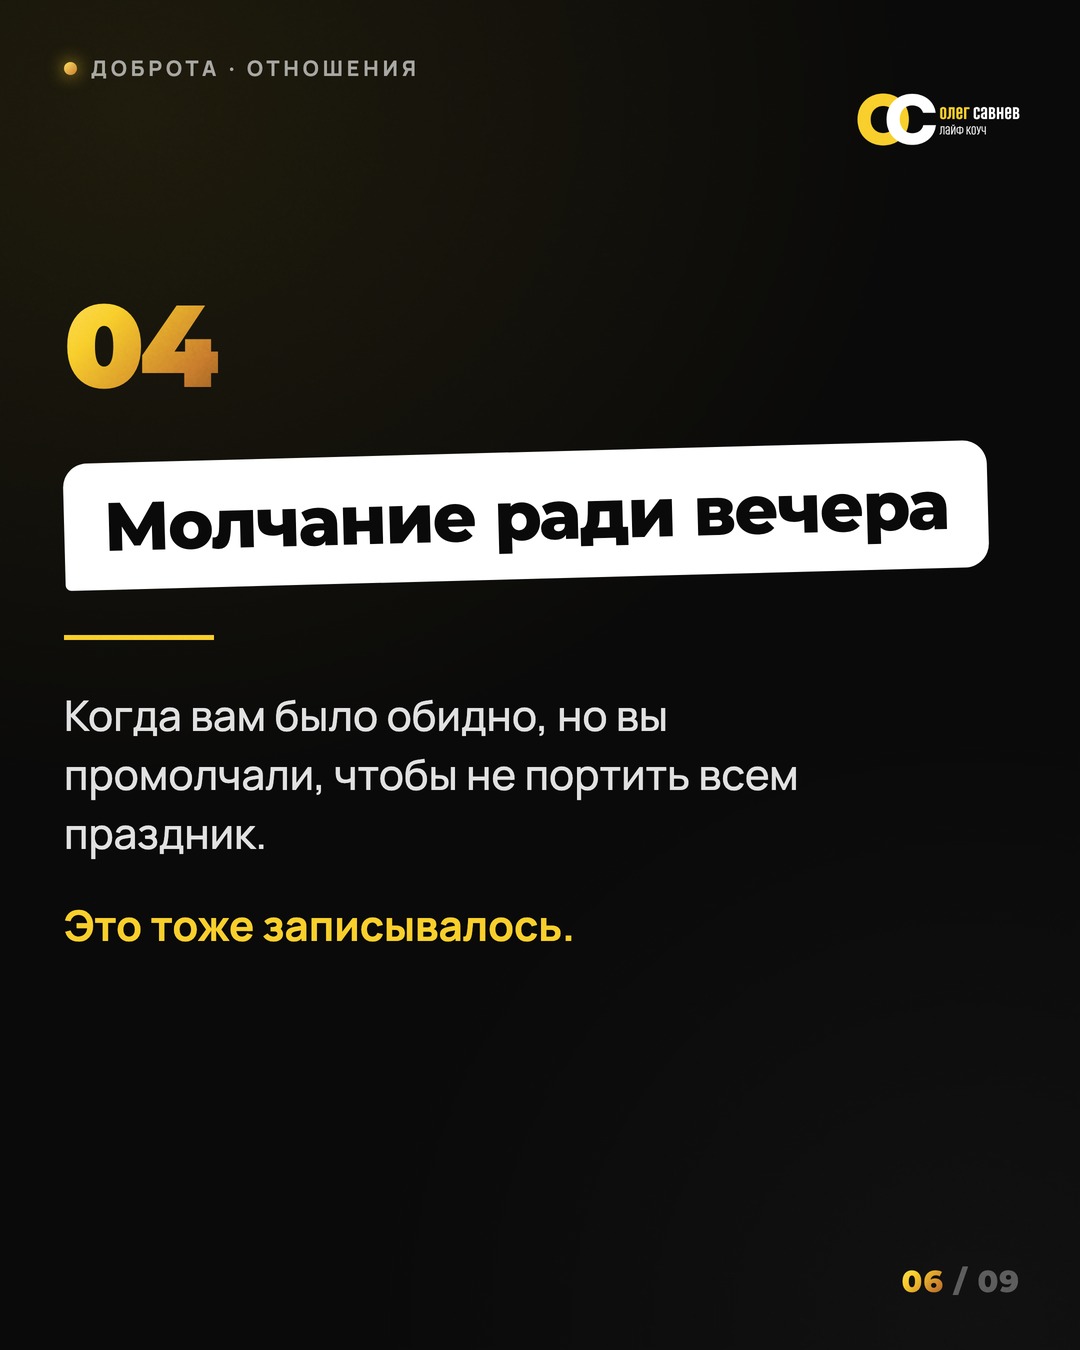 ДОБРОТА · ОТНОШЕНИЯ
ОС олег савнев
ЛАЙФ КОУЧ
04
Молчание ради вечера
Когда вам было обидно, но вы
промолчали, чтобы не портить всем
праздник.
Это тоже записывалось.
06 / 09